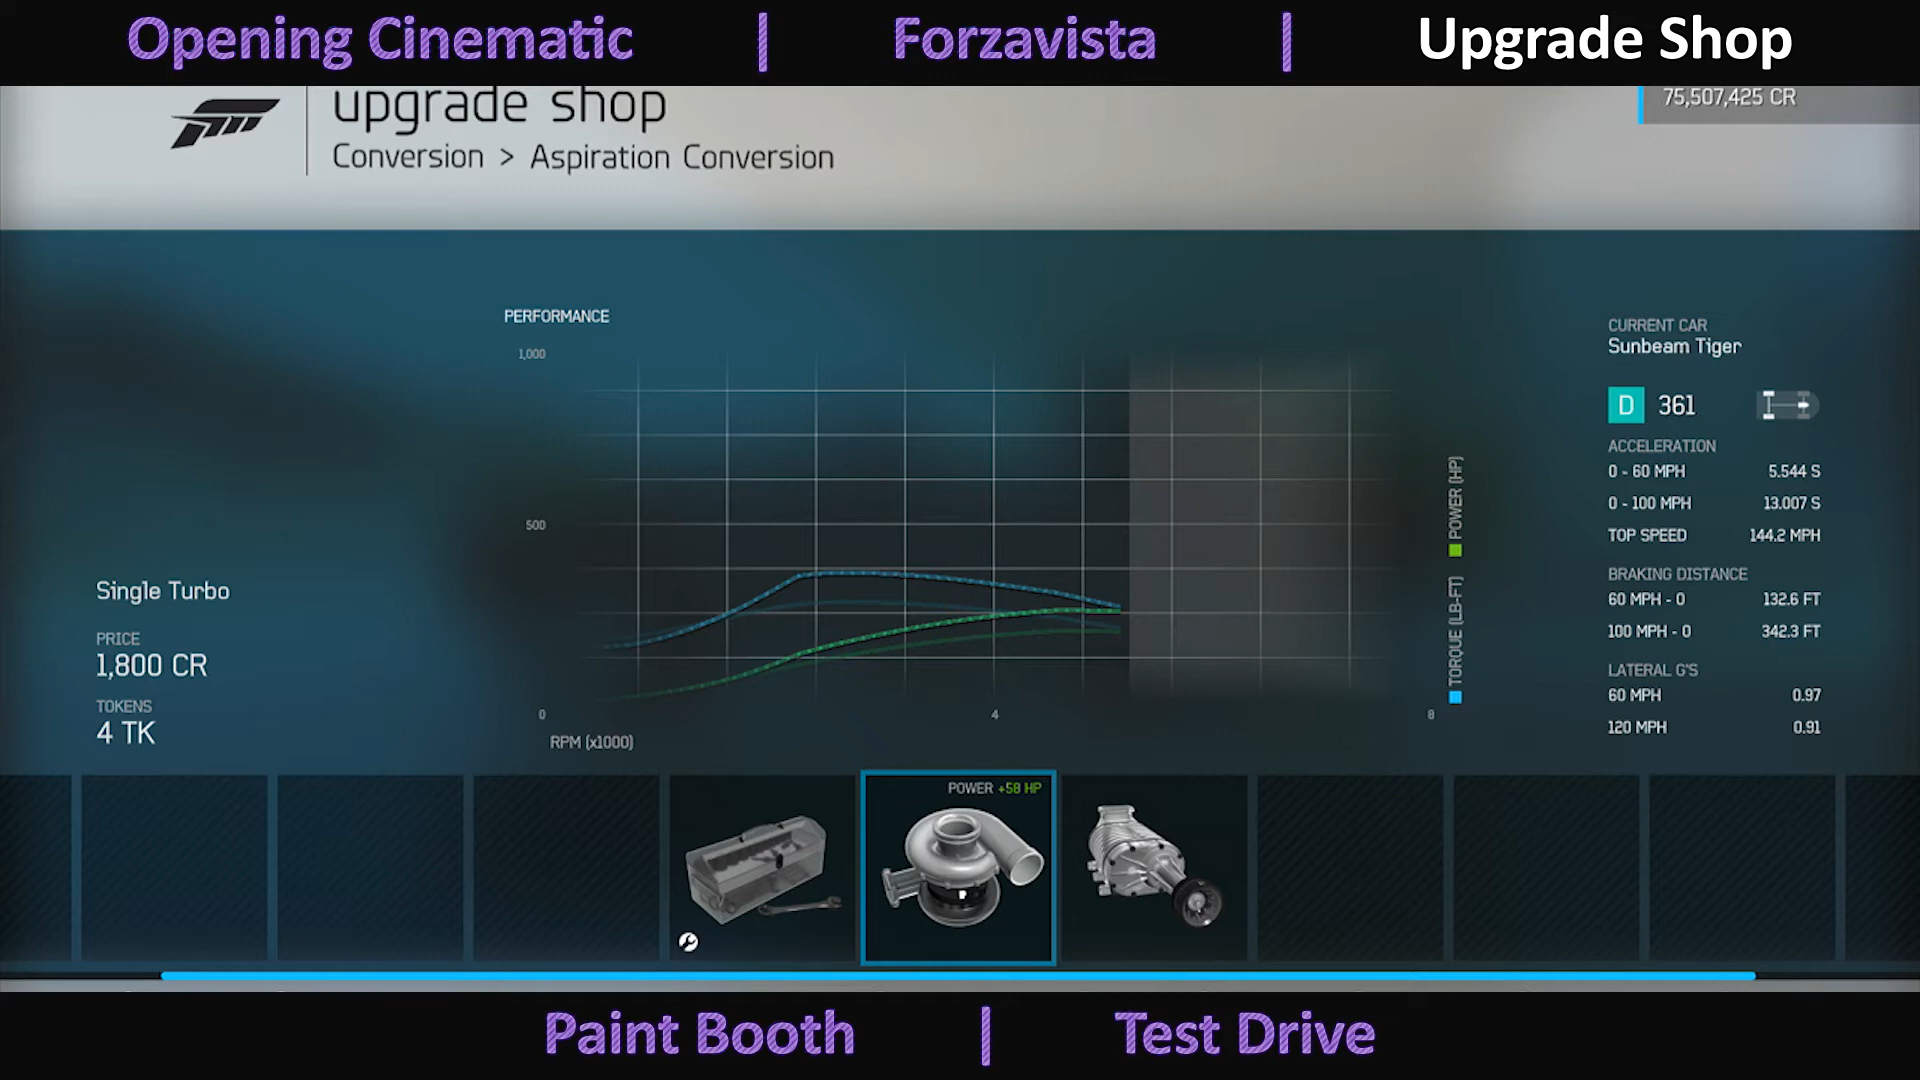 Opening Cinematic | Forzavista | Upgrade Shop
upgrade shop
75,507,425 CR
Conversion > Aspiration Conversion
PERFORMANCE
1,000
500
0
4
8
RPM (x1000)
POWER (HP)
TORQUE (LB-FT)
Single Turbo
PRICE
1,800 CR
TOKENS
4 TK
CURRENT CAR
Sunbeam Tiger
D 361
ACCELERATION
0 - 60 MPH 5.544 S
0 - 100 MPH 13.007 S
TOP SPEED 144.2 MPH
BRAKING DISTANCE
60 MPH - 0 132.6 FT
100 MPH - 0 342.3 FT
LATERAL G'S
60 MPH 0.97
120 MPH 0.91
POWER +58 HP
Paint Booth | Test Drive